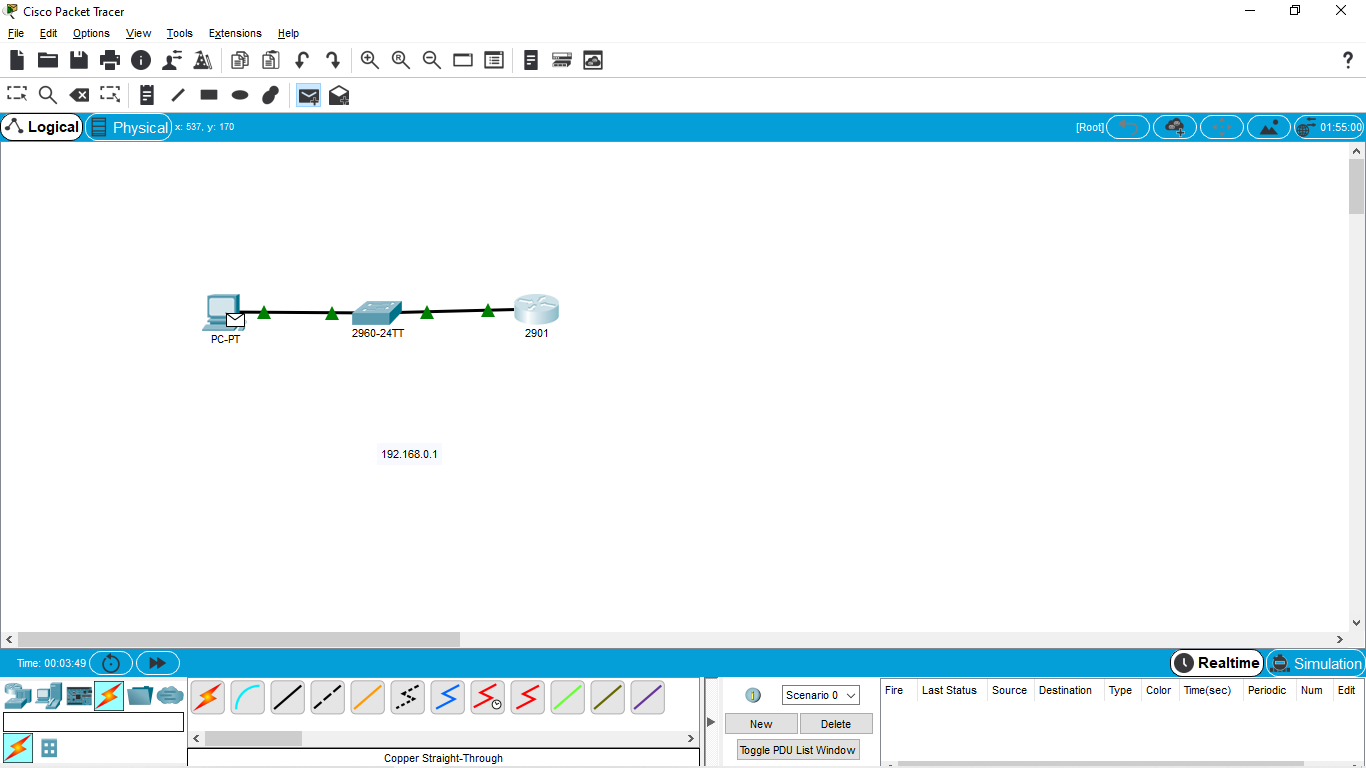 Cisco Packet Tracer
File Edit Options View Tools Extensions Help
Logical Physical x: 537, y: 170 [Root] 01:55:00
PC-PT 2960-24TT 2901
192.168.0.1
Time: 00:03:49 Realtime Simulation
Scenario 0
Fire Last Status Source Destination Type Color Time(sec) Periodic Num Edit
New Delete
Toggle PDU List Window
Copper Straight-Through